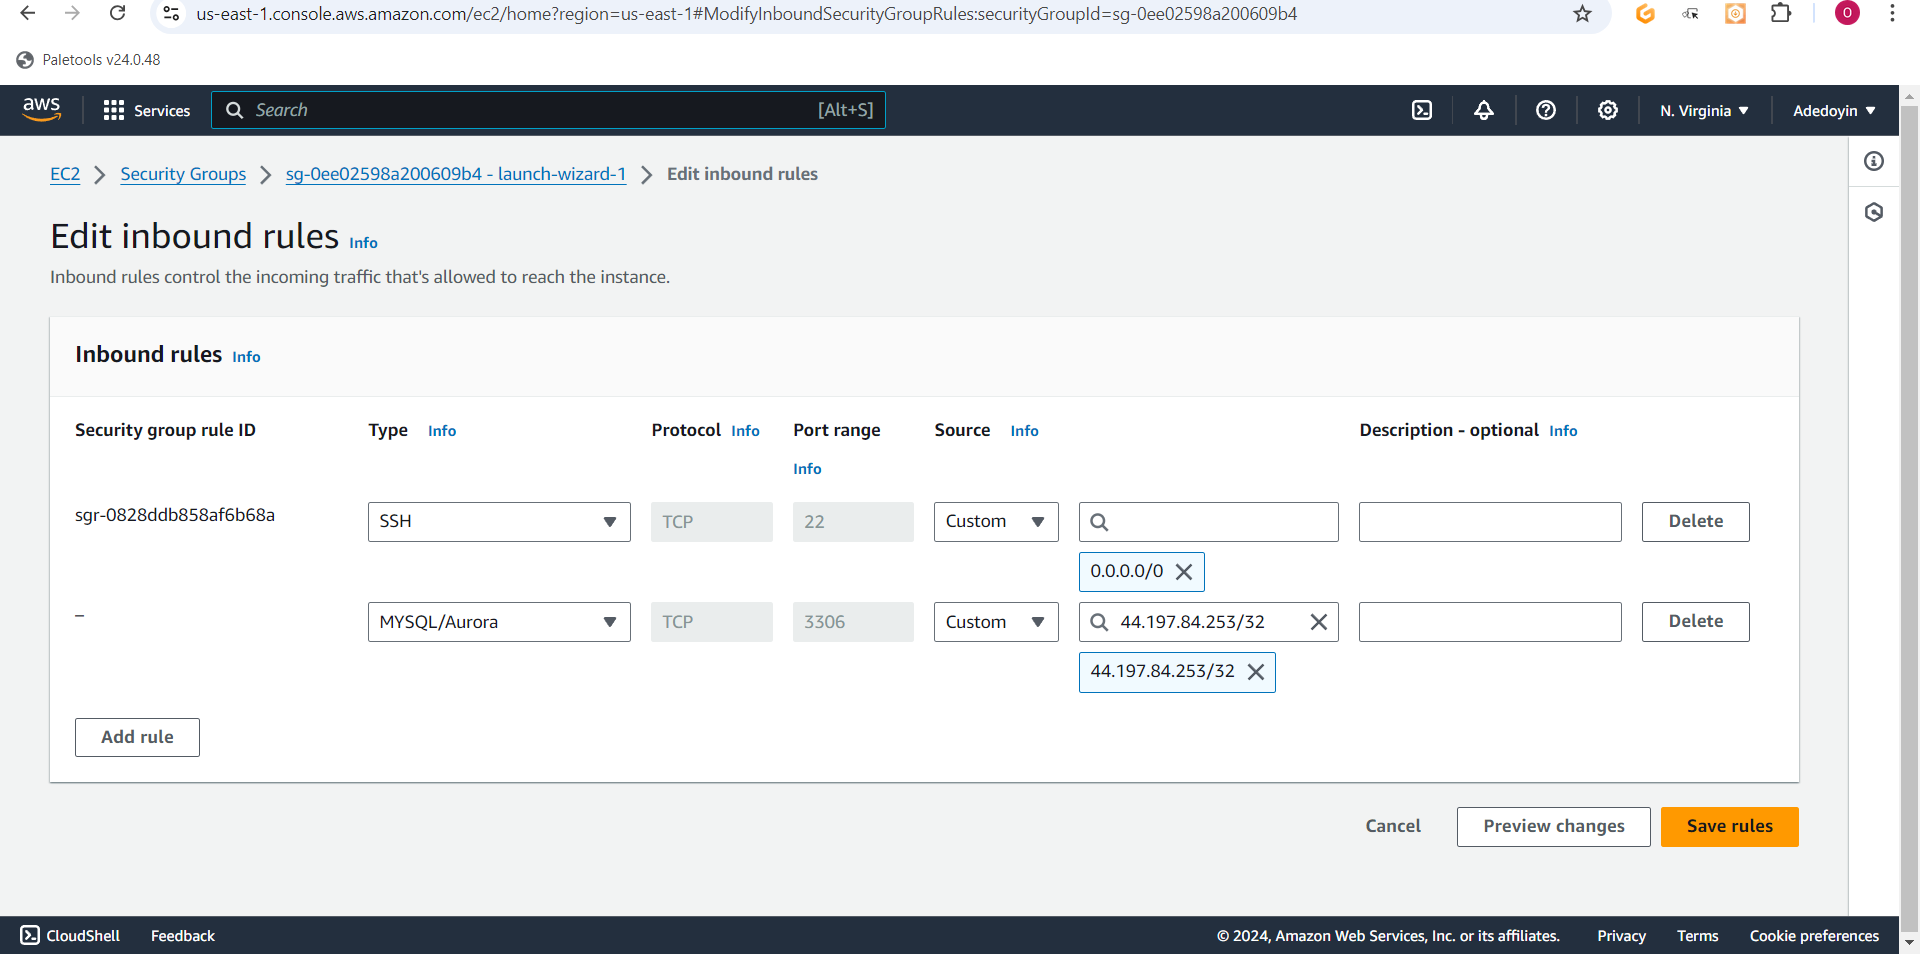 us-east-1.console.aws.amazon.com/ec2/home?region=us-east-1#ModifyInboundSecurityGroupRules:securityGroupId=sg-0ee02598a200609b4
O
Paletools v24.0.48
aws Services Search [Alt+S] N. Virginia Adedoyin
EC2 Security Groups sg-0ee02598a200609b4 - launch-wizard-1 Edit inbound rules
Edit inbound rules Info
Inbound rules control the incoming traffic that's allowed to reach the instance.
Inbound rules Info
Security group rule ID Type Info Protocol Info Port range Source Info Description - optional Info
Info
sgr-0828ddb858af6b68a SSH TCP 22 Custom Delete
0.0.0.0/0
– MYSQL/Aurora TCP 3306 Custom 44.197.84.253/32 Delete
44.197.84.253/32
Add rule
Cancel Preview changes Save rules
CloudShell Feedback © 2024, Amazon Web Services, Inc. or its affiliates. Privacy Terms Cookie preferences